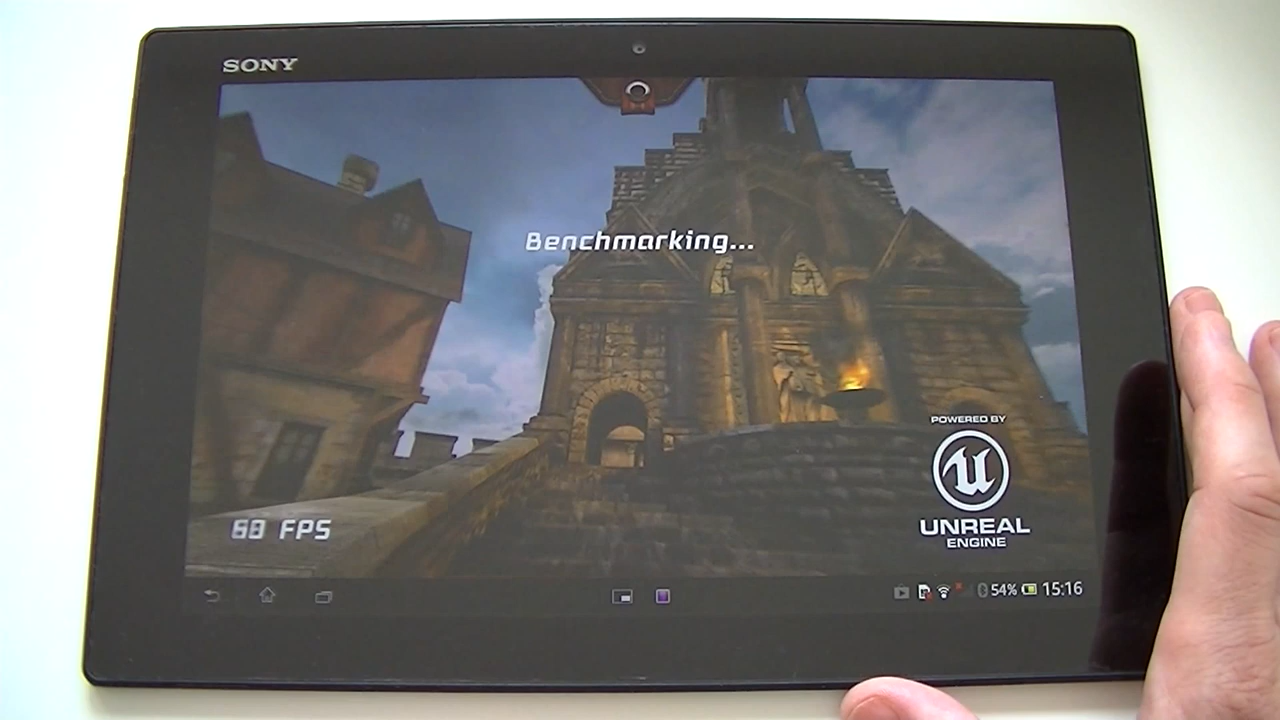 SONY
Benchmarking...
POWERED BY
UNREAL
ENGINE
60 FPS
54% 15:16